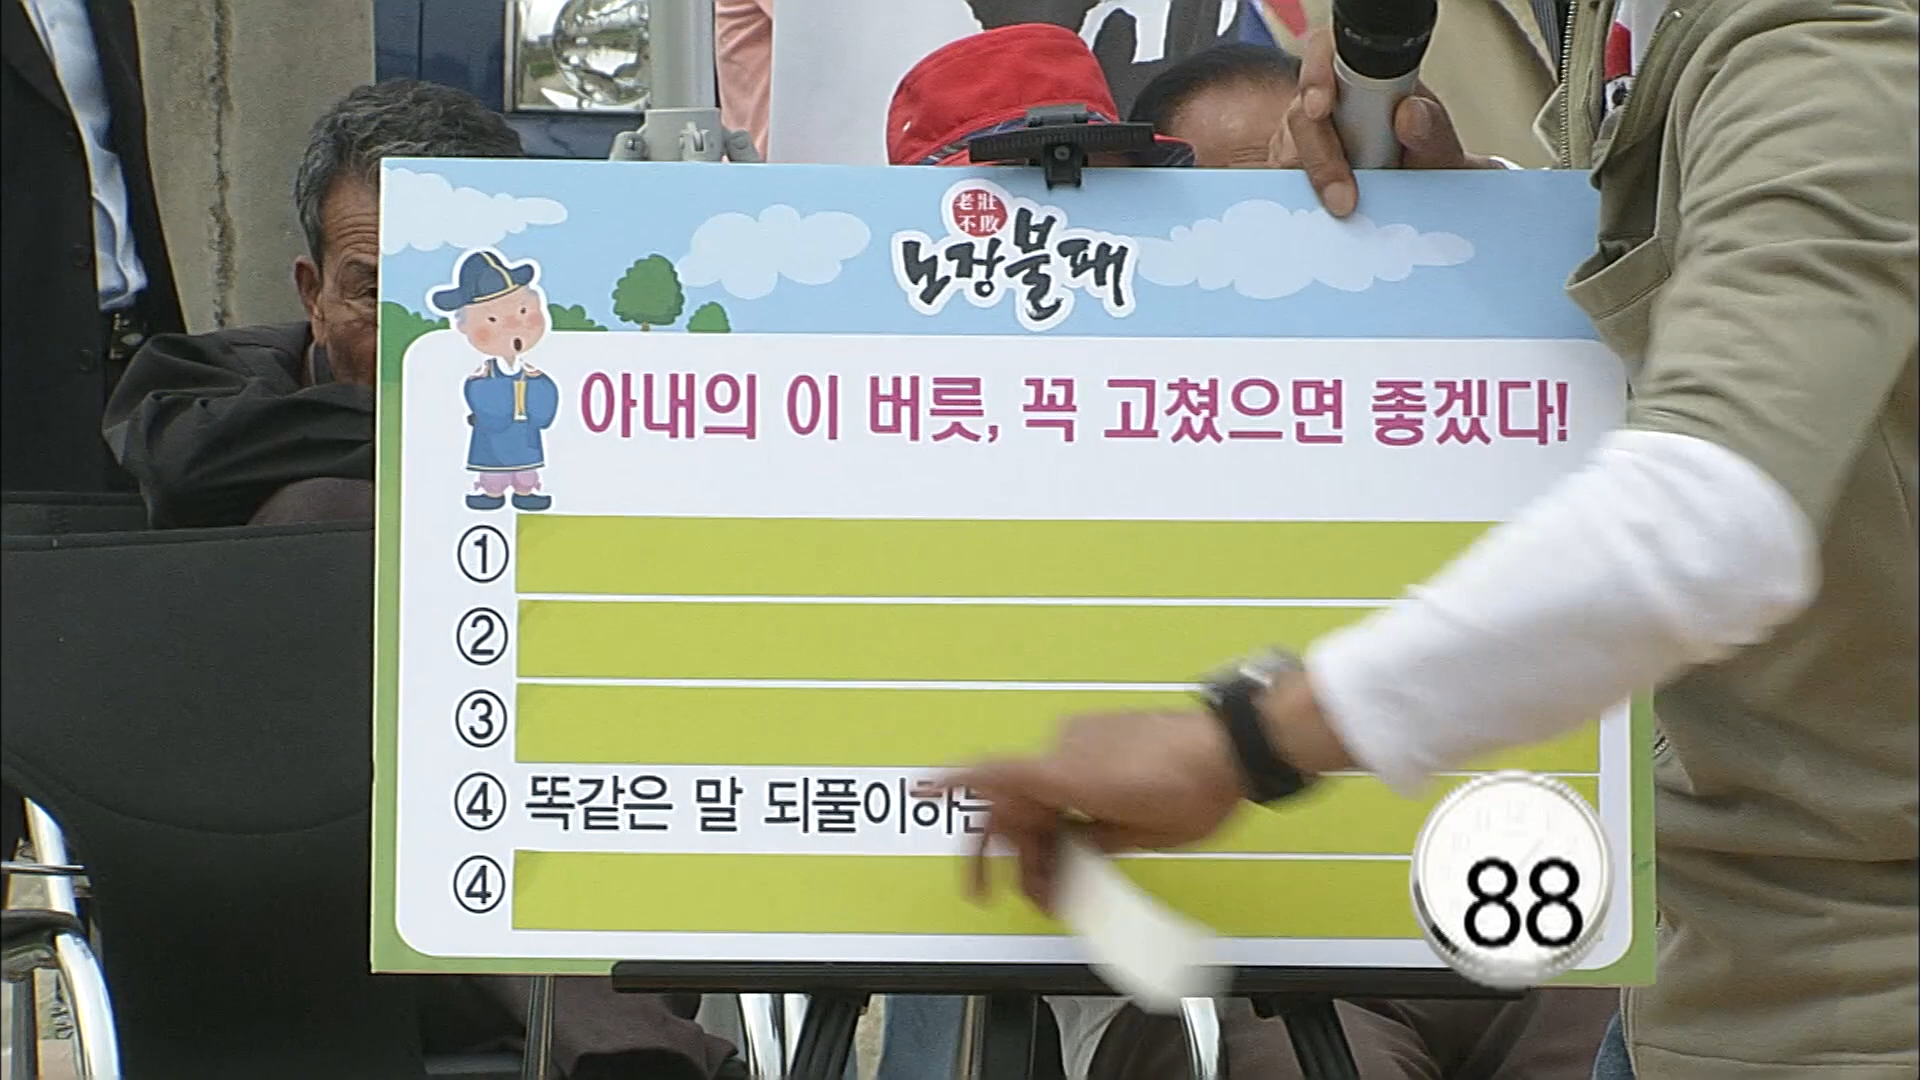 老壯
不敗
노장불패
아내의 이 버릇, 꼭 고쳤으면 좋겠다!
①
②
③
④ 똑같은 말 되풀이하는
④
88